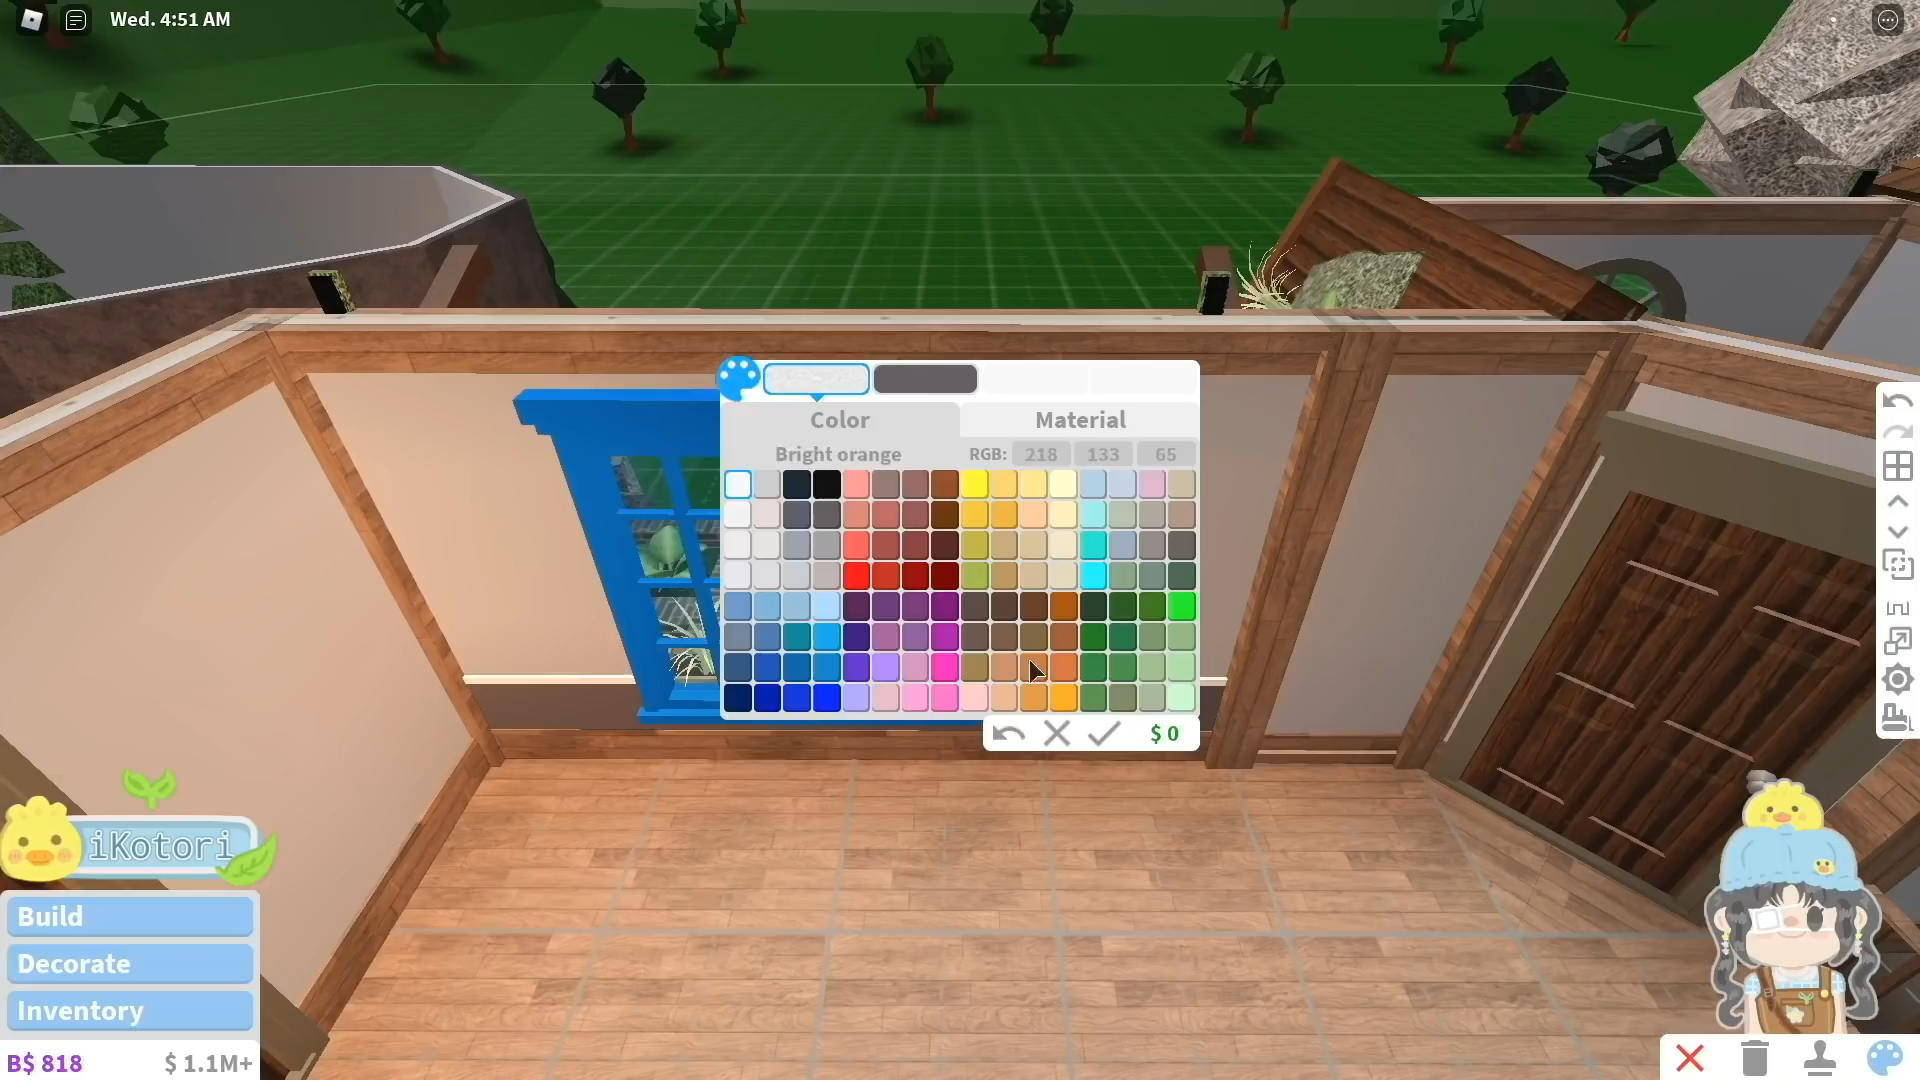 Wed. 4:51 AM
Color
Material
Bright orange
RGB: 218 133 65
$ 0
iKotori
Build
Decorate
Inventory
B$ 818
$ 1.1M+